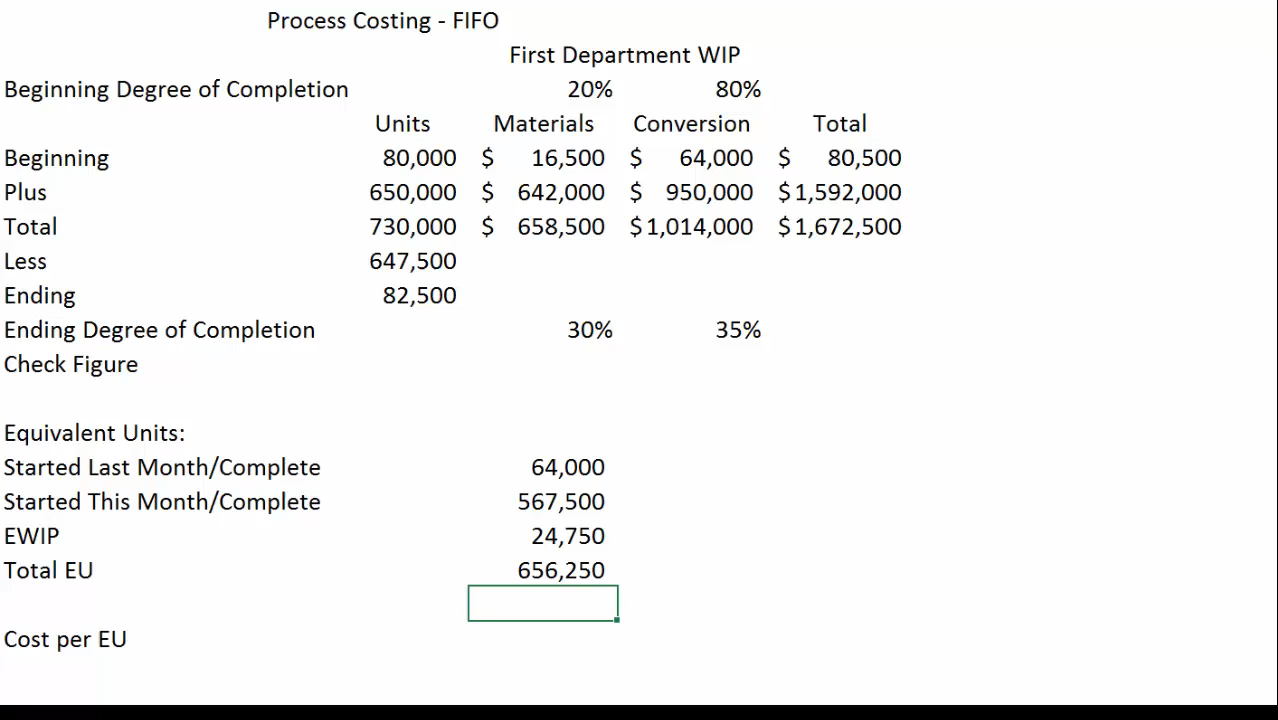 Process Costing - FIFO
First Department WIP
Beginning Degree of Completion 20% 80%
Units Materials Conversion Total
Beginning 80,000 $ 16,500 $ 64,000 $ 80,500
Plus 650,000 $ 642,000 $ 950,000 $1,592,000
Total 730,000 $ 658,500 $1,014,000 $1,672,500
Less 647,500
Ending 82,500
Ending Degree of Completion 30% 35%
Check Figure
Equivalent Units:
Started Last Month/Complete 64,000
Started This Month/Complete 567,500
EWIP 24,750
Total EU 656,250
Cost per EU